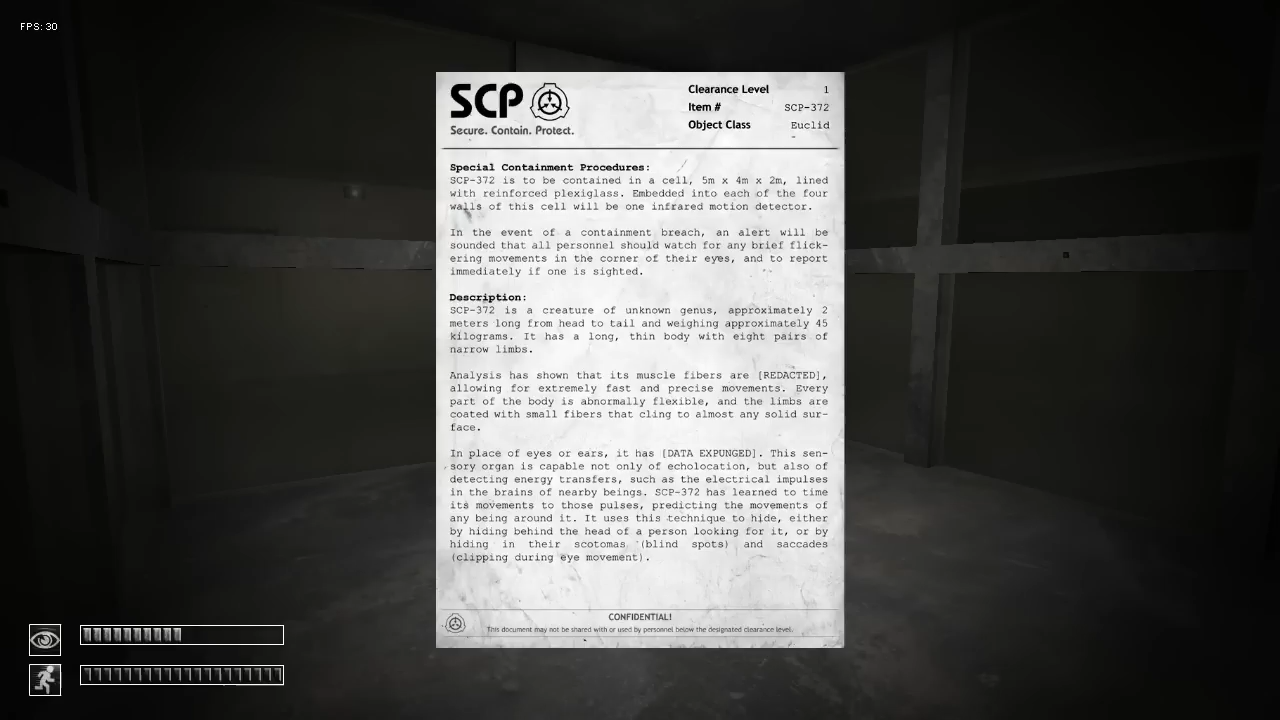 FPS: 30
SCP
Secure. Contain. Protect.
Clearance Level 1
Item # SCP-372
Object Class Euclid
Special Containment Procedures:
SCP-372 is to be contained in a cell, 5m x 4m x 2m, lined
with reinforced plexiglass. Embedded into each of the four
walls of this cell will be one infrared motion detector.
In the event of a containment breach, an alert will be
sounded that all personnel should watch for any brief flick-
ering movements in the corner of their eyes, and to report
immediately if one is sighted.
Description:
SCP-372 is a creature of unknown genus, approximately 2
meters long from head to tail and weighing approximately 45
kilograms. It has a long, thin body with eight pairs of
narrow limbs.
Analysis has shown that its muscle fibers are [REDACTED],
allowing for extremely fast and precise movements. Every
part of the body is abnormally flexible, and the limbs are
coated with small fibers that cling to almost any solid sur-
face.
In place of eyes or ears, it has [DATA EXPUNGED]. This sen-
sory organ is capable not only of echolocation, but also of
detecting energy transfers, such as the electrical impulses
in the brains of nearby beings. SCP-372 has learned to time
its movements to those pulses, predicting the movements of
any being around it. It uses this technique to hide, either
by hiding behind the head of a person looking for it, or by
hiding in their scotomas (blind spots) and saccades
(clipping during eye movement).
CONFIDENTIAL!
This document may not be shared with or used by personnel below the designated clearance level.